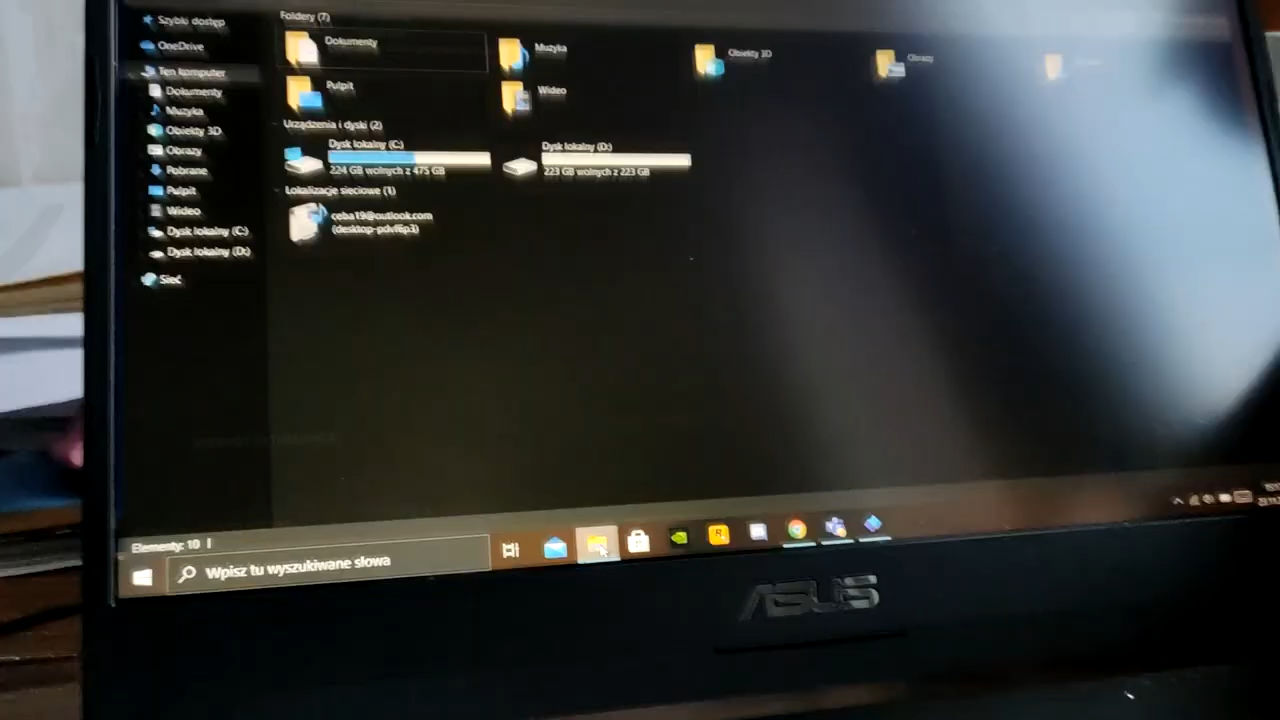 Szybki dostęp
OneDrive
Ten komputer
Dokumenty
Muzyka
Obiekty 3D
Obrazy
Pobrane
Pulpit
Wideo
Dysk lokalny (C:)
Dysk lokalny (D:)
Sieć
Foldery (7)
Dokumenty
Muzyka
Obiekty 3D
Obrazy
Pulpit
Wideo
Urządzenia i dyski (2)
Dysk lokalny (C:)
224 GB wolnych z 475 GB
Dysk lokalny (D:)
223 GB wolnych z 223 GB
Lokalizacje sieciowe (1)
ceba19@outlook.com
(desktop-pdvf6p3)
Elementy: 10
Wpisz tu wyszukiwane słowa
ASUS